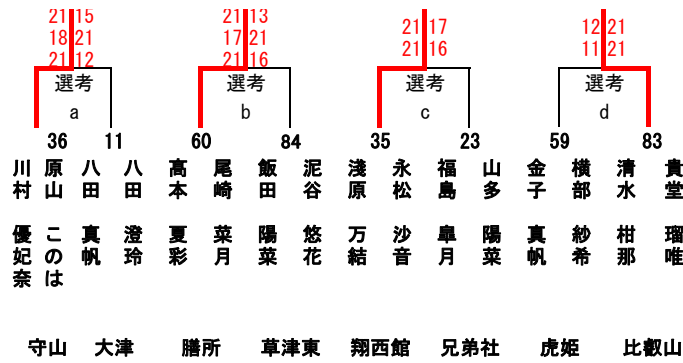 21 15
18 21
21 12
選考
a
21 13
17 21
21 16
選考
b
21 17
21 16
選考
c
12 21
11 21
選考
d
36 11 60 84 35 23 59 83
川村 優妃奈
原山 このは
八田 真帆
八田 澄玲
髙本 夏彩
尾崎 菜月
飯田 陽菜
泥谷 悠花
淺原 万結
永松 沙音
福島 皐月
山多 陽菜
金子 真帆
横部 紗希
清水 柑那
貴堂 瑠唯
守山 大津 膳所 草津東 翔西館 兄弟社 虎姫 比叡山